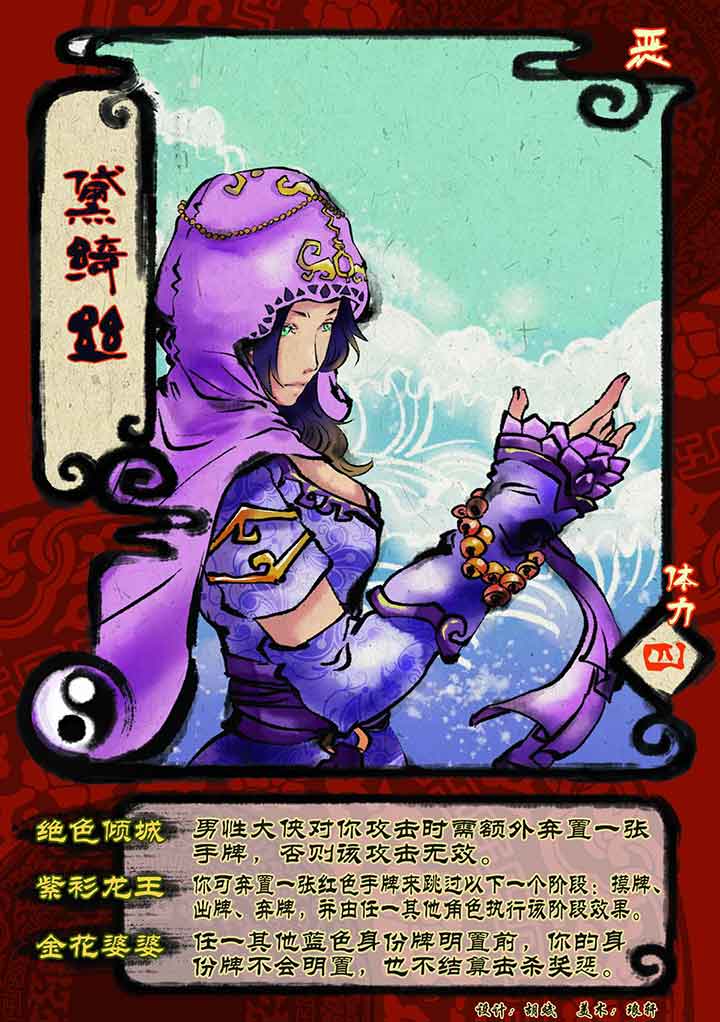 恶
黛绮丝
体力
四
绝色倾城
男性大侠对你攻击时需额外弃置一张
手牌，否则该攻击无效。
紫衫龙王
你可弃置一张红色手牌来跳过以下一个阶段：摸牌、
出牌、弃牌，并由任一其他角色执行该阶段效果。
金花婆婆
任一其他蓝色身份牌明置前，你的身
份牌不会明置，也不结算击杀奖惩。
设计：胡斌 美术：琅轩